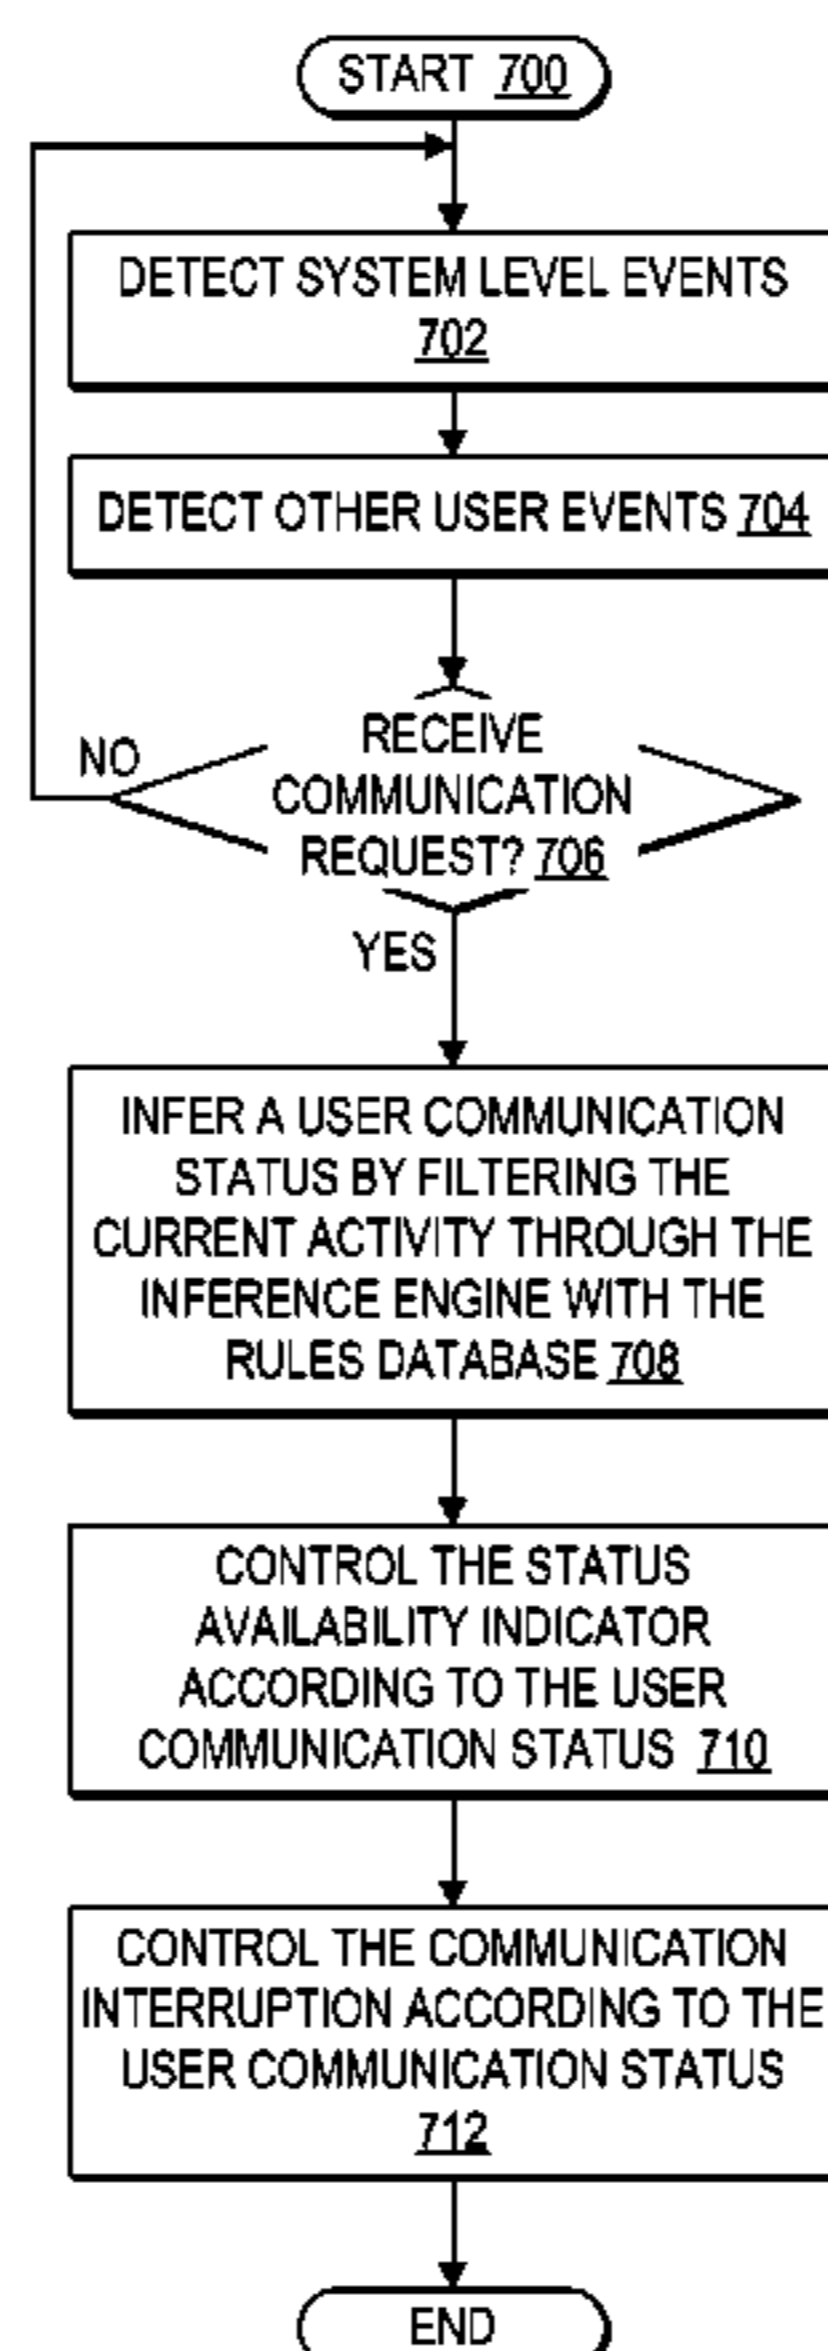 START 700
DETECT SYSTEM LEVEL EVENTS
702
DETECT OTHER USER EVENTS 704
RECEIVE
COMMUNICATION
REQUEST? 706
NO
YES
INFER A USER COMMUNICATION
STATUS BY FILTERING THE
CURRENT ACTIVITY THROUGH THE
INFERENCE ENGINE WITH THE
RULES DATABASE 708
CONTROL THE STATUS
AVAILABILITY INDICATOR
ACCORDING TO THE USER
COMMUNICATION STATUS 710
CONTROL THE COMMUNICATION
INTERRUPTION ACCORDING TO THE
USER COMMUNICATION STATUS
712
END